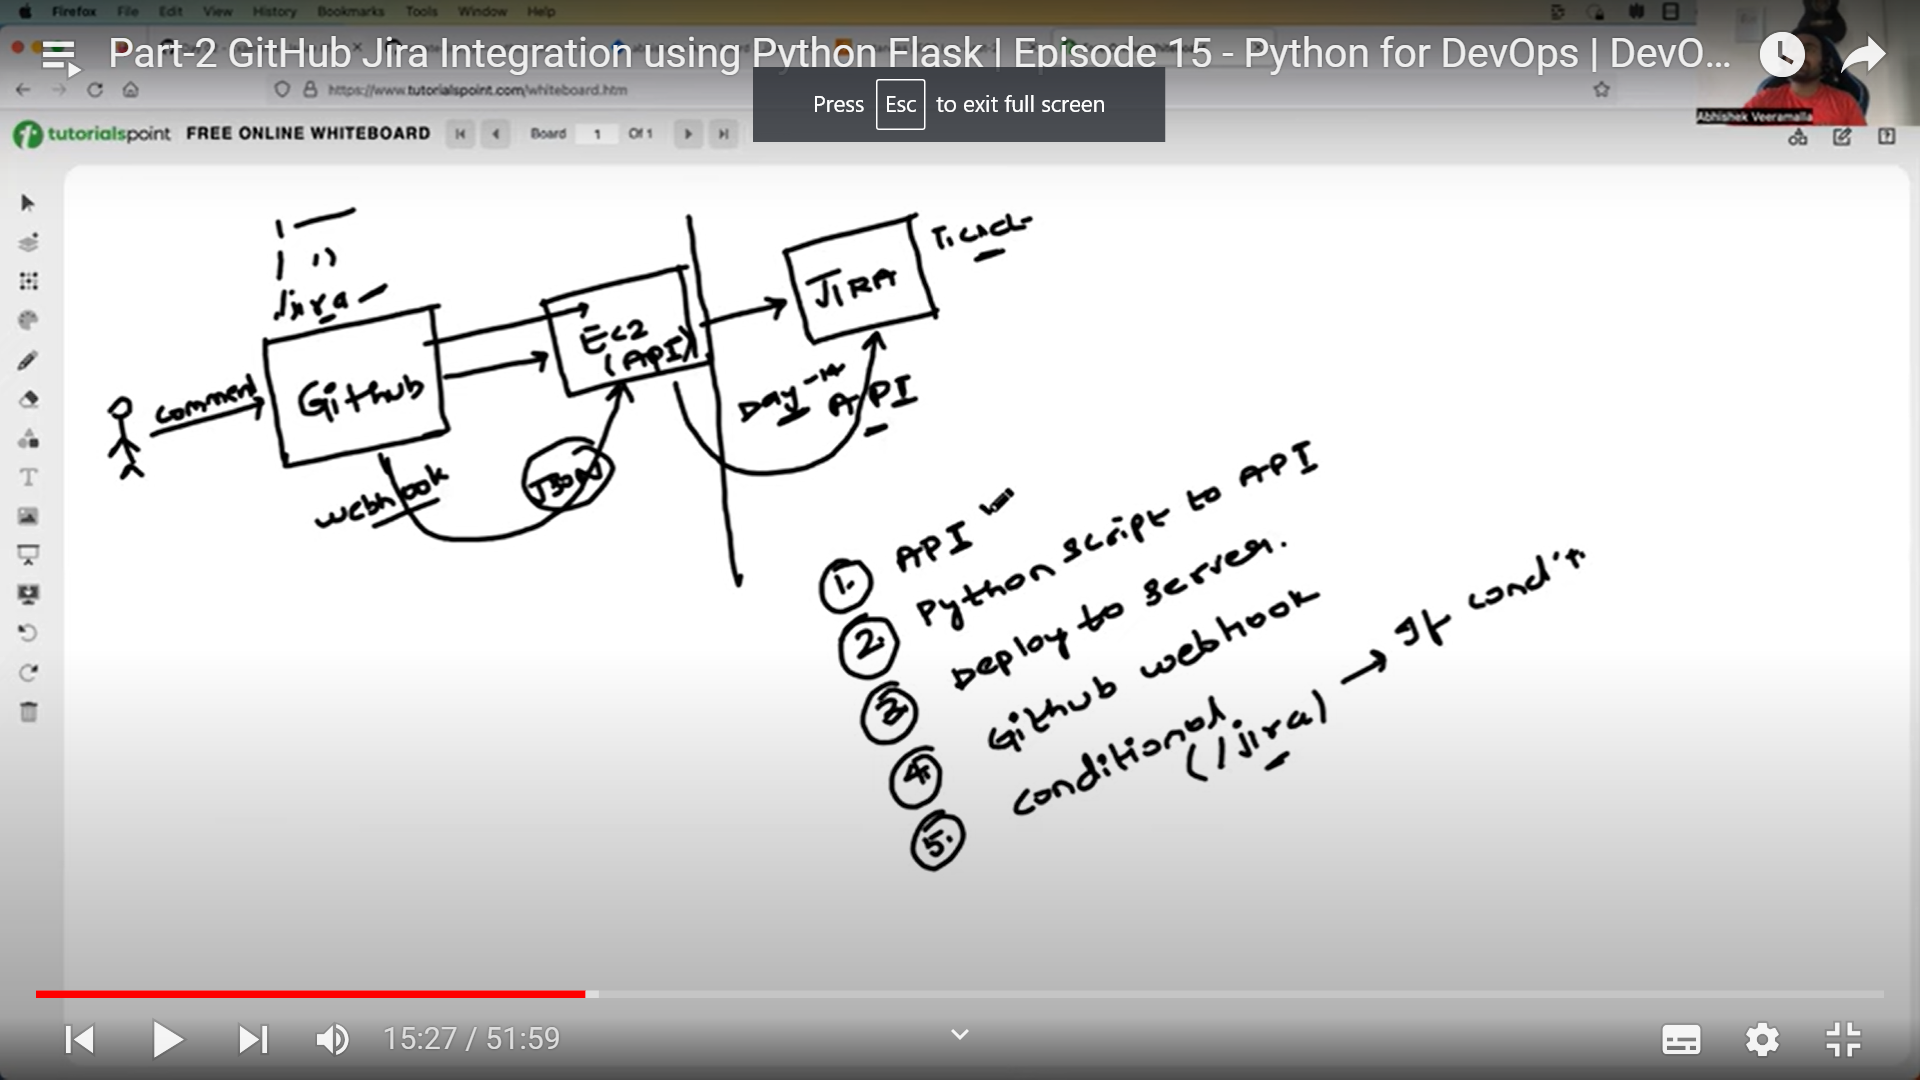 Firefox File Edit View History Bookmarks Tools Window Help
Part-2 GitHub Jira Integration using Python Flask | Episode 15 - Python for DevOps | DevO...
https://www.tutorialspoint.com/whiteboard.htm
Press Esc to exit full screen
Abhishek Veeramalla
tutorialspoint FREE ONLINE WHITEBOARD Board 1 Of 1
/jira
comment
Github
webhook
JSON
EC2
(API)
JIRA
Day-14
API
1. API
2. Python script to API
3. Deploy to server.
4. Github webhook
5. conditional
(/jira) → If
15:27 / 51:59